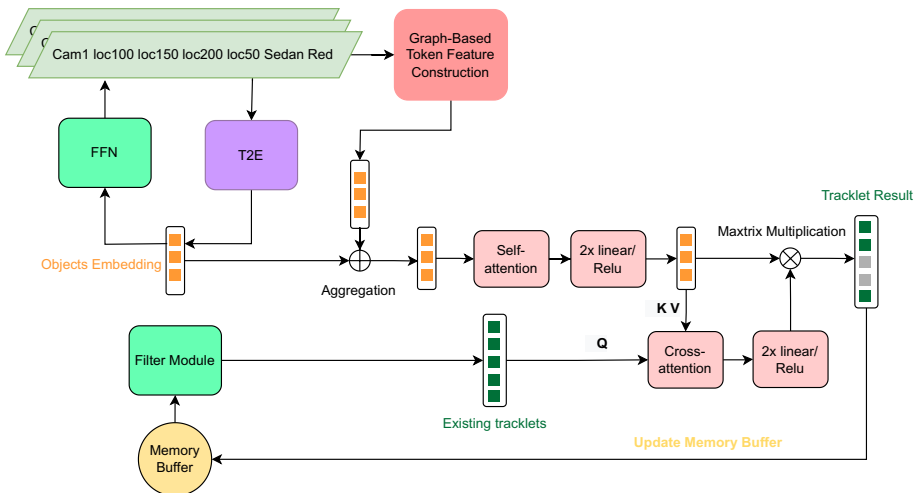 C
C
Cam1 loc100 loc150 loc200 loc50 Sedan Red
Graph-Based
Token Feature
Construction
FFN
T2E
Tracklet Result
Objects Embedding
Aggregation
Self-
attention
2x linear/
Relu
Maxtrix Multiplication
K V
Filter Module
Q
Cross-
attention
2x linear/
Relu
Existing tracklets
Memory
Buffer
Update Memory Buffer